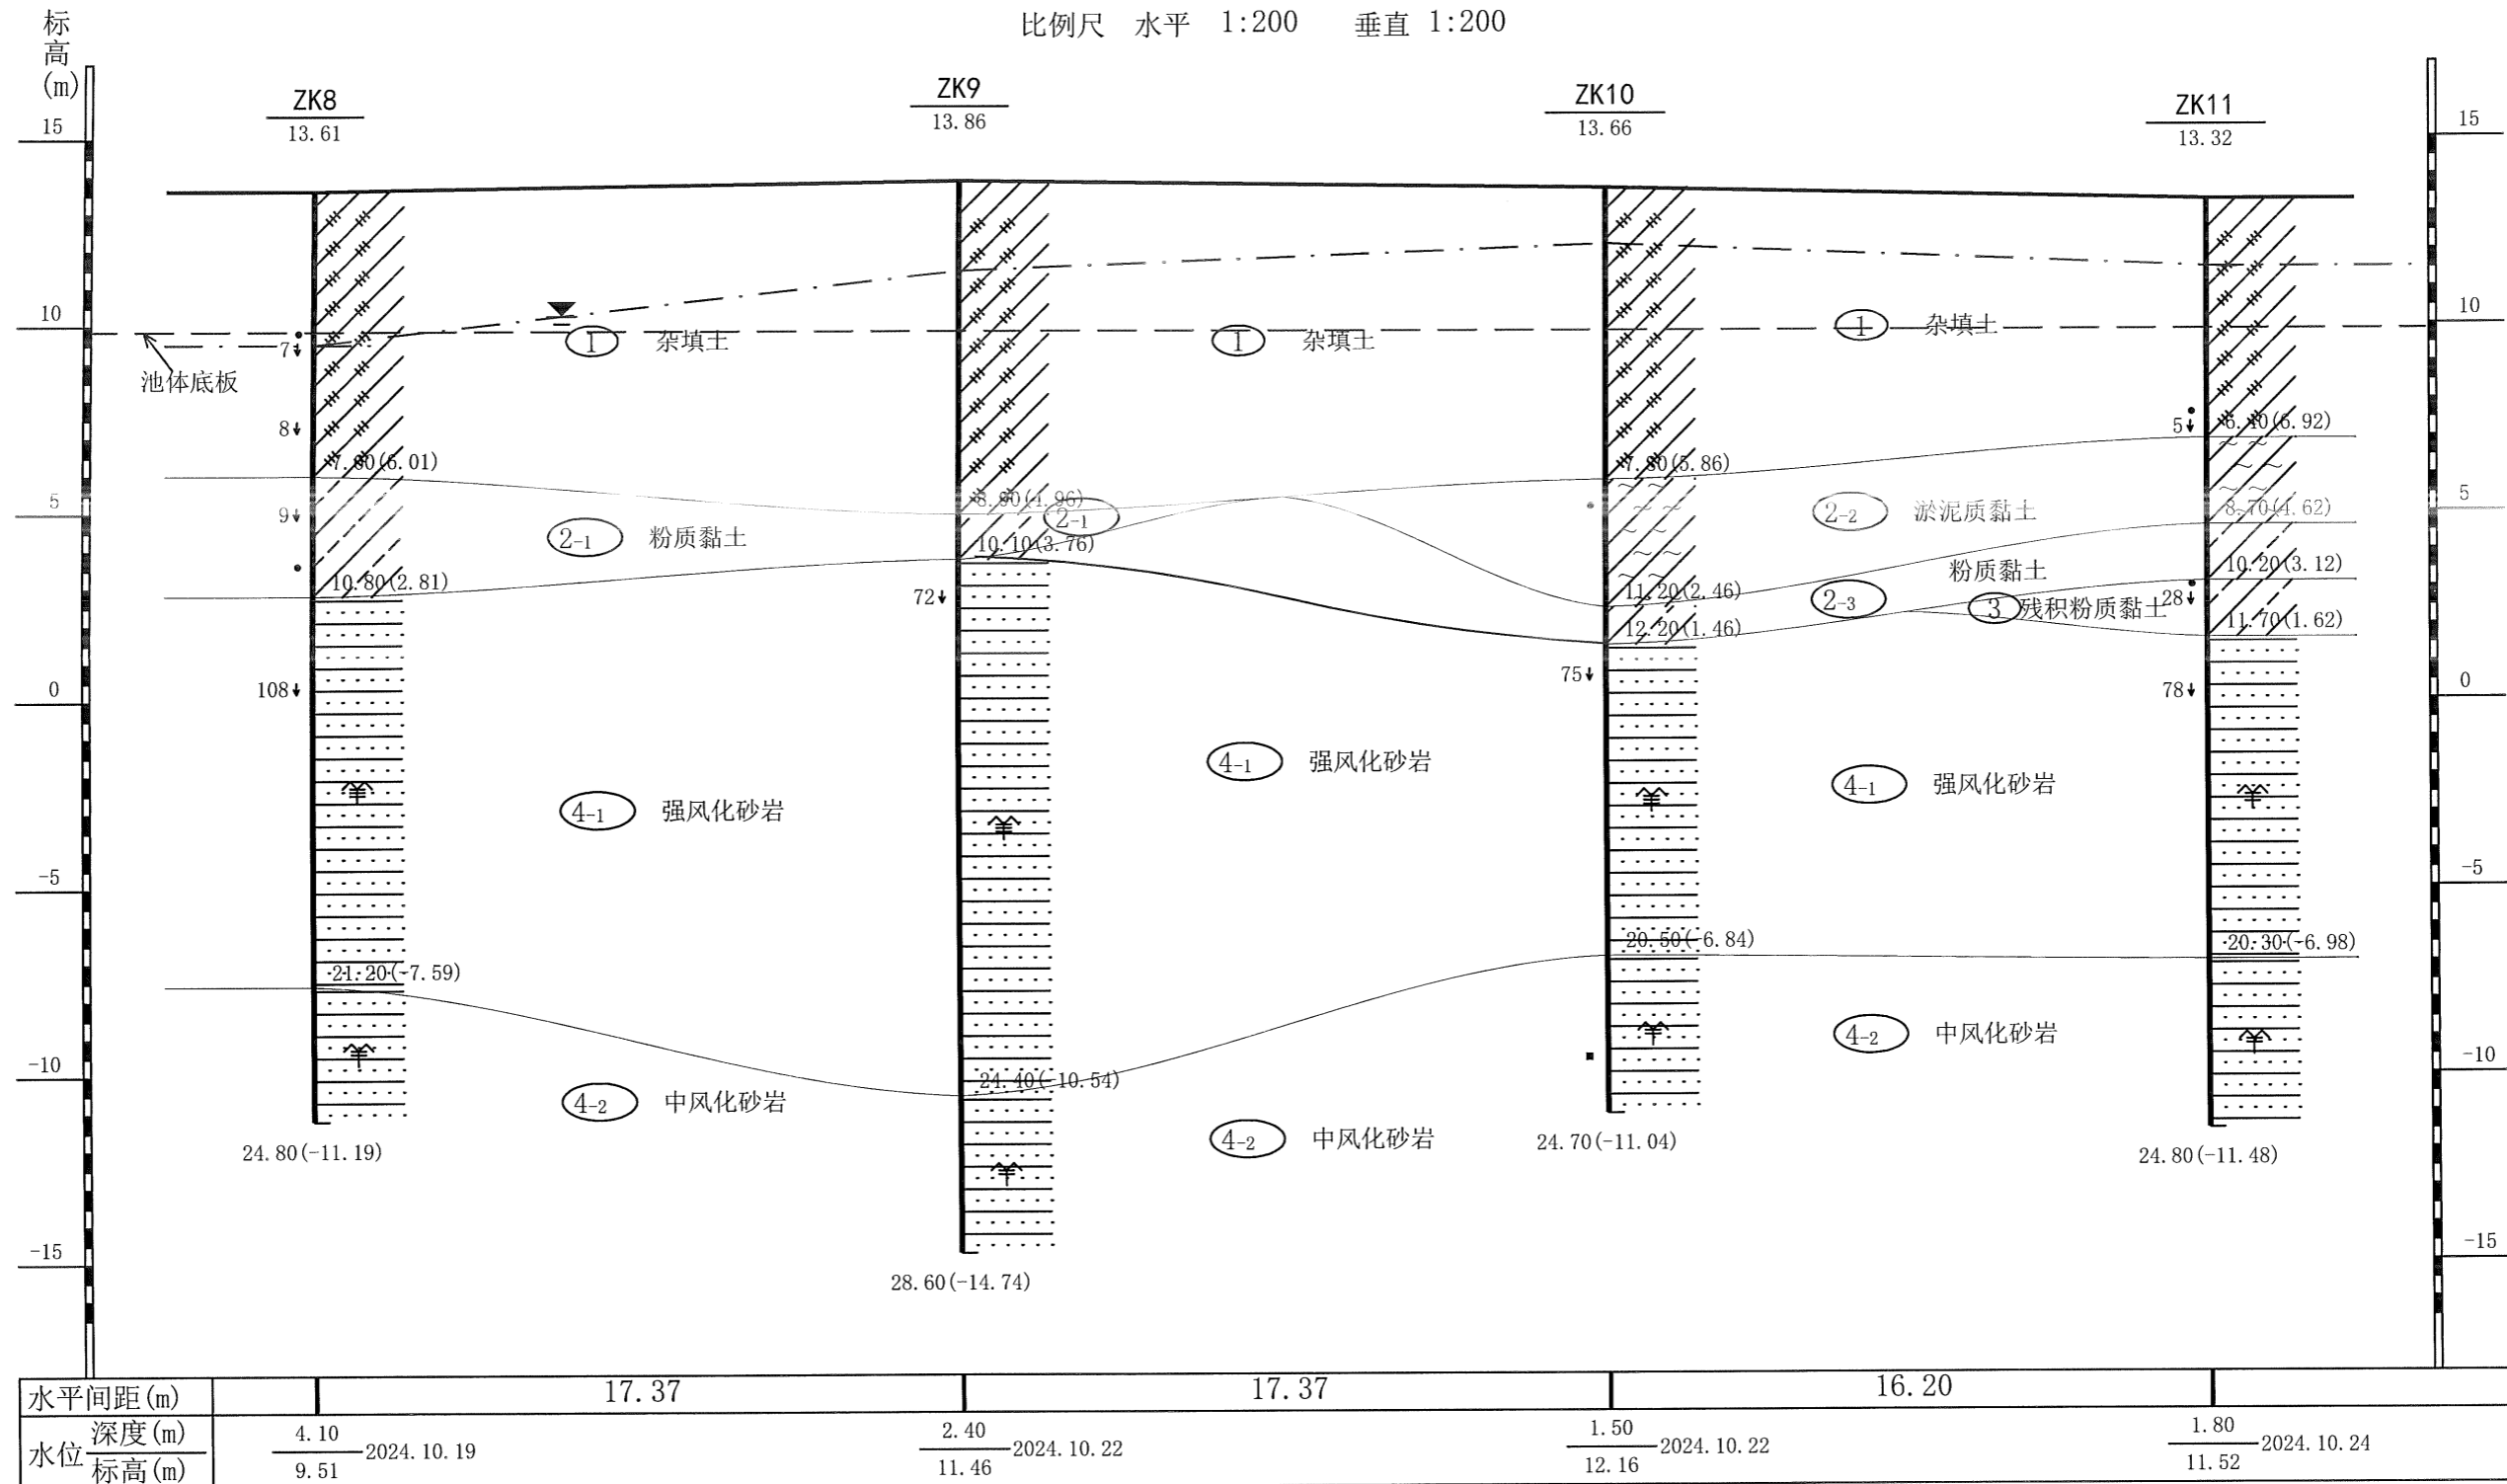 比例尺 水平 1:200 垂直 1:200
标高(m)
ZK8
13.61
ZK9
13.86
ZK10
13.66
ZK11
13.32
15
10
5
0
-5
-10
-15
15
10
5
0
-5
-10
-15
池体底板
7
8
9
108
7.60(6.01)
10.80(2.81)
21.20(-7.59)
24.80(-11.19)
1 杂填土
2-1 粉质黏土
4-1 强风化砂岩
4-2 中风化砂岩
72
8.90(4.96)
2-1
10.10(3.76)
24.40(-10.54)
28.60(-14.74)
1 杂填土
4-1 强风化砂岩
4-2 中风化砂岩
75
7.80(5.86)
11.20(2.46)
12.20(1.46)
20.50(-6.84)
24.70(-11.04)
1 杂填土
2-2 淤泥质黏土
粉质黏土
2-3
3 残积粉质黏土
4-1 强风化砂岩
4-2 中风化砂岩
5
28
78
6.40(6.92)
8.70(4.62)
10.20(3.12)
11.70(1.62)
20.30(-6.98)
24.80(-11.48)
水平间距(m) 17.37 17.37 16.20
水位 深度(m) 标高(m)
4.10
9.51
2024.10.19
2.40
11.46
2024.10.22
1.50
12.16
2024.10.22
1.80
11.52
2024.10.24